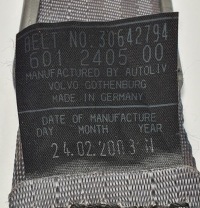 BELT NO. 30642794
601 2405 00
MANUFACTURED BY AUTOLIV
VOLVO GOTHENBURG
MADE IN GERMANY
DATE OF MANUFACTURE
DAY MONTH YEAR
24.02.2003